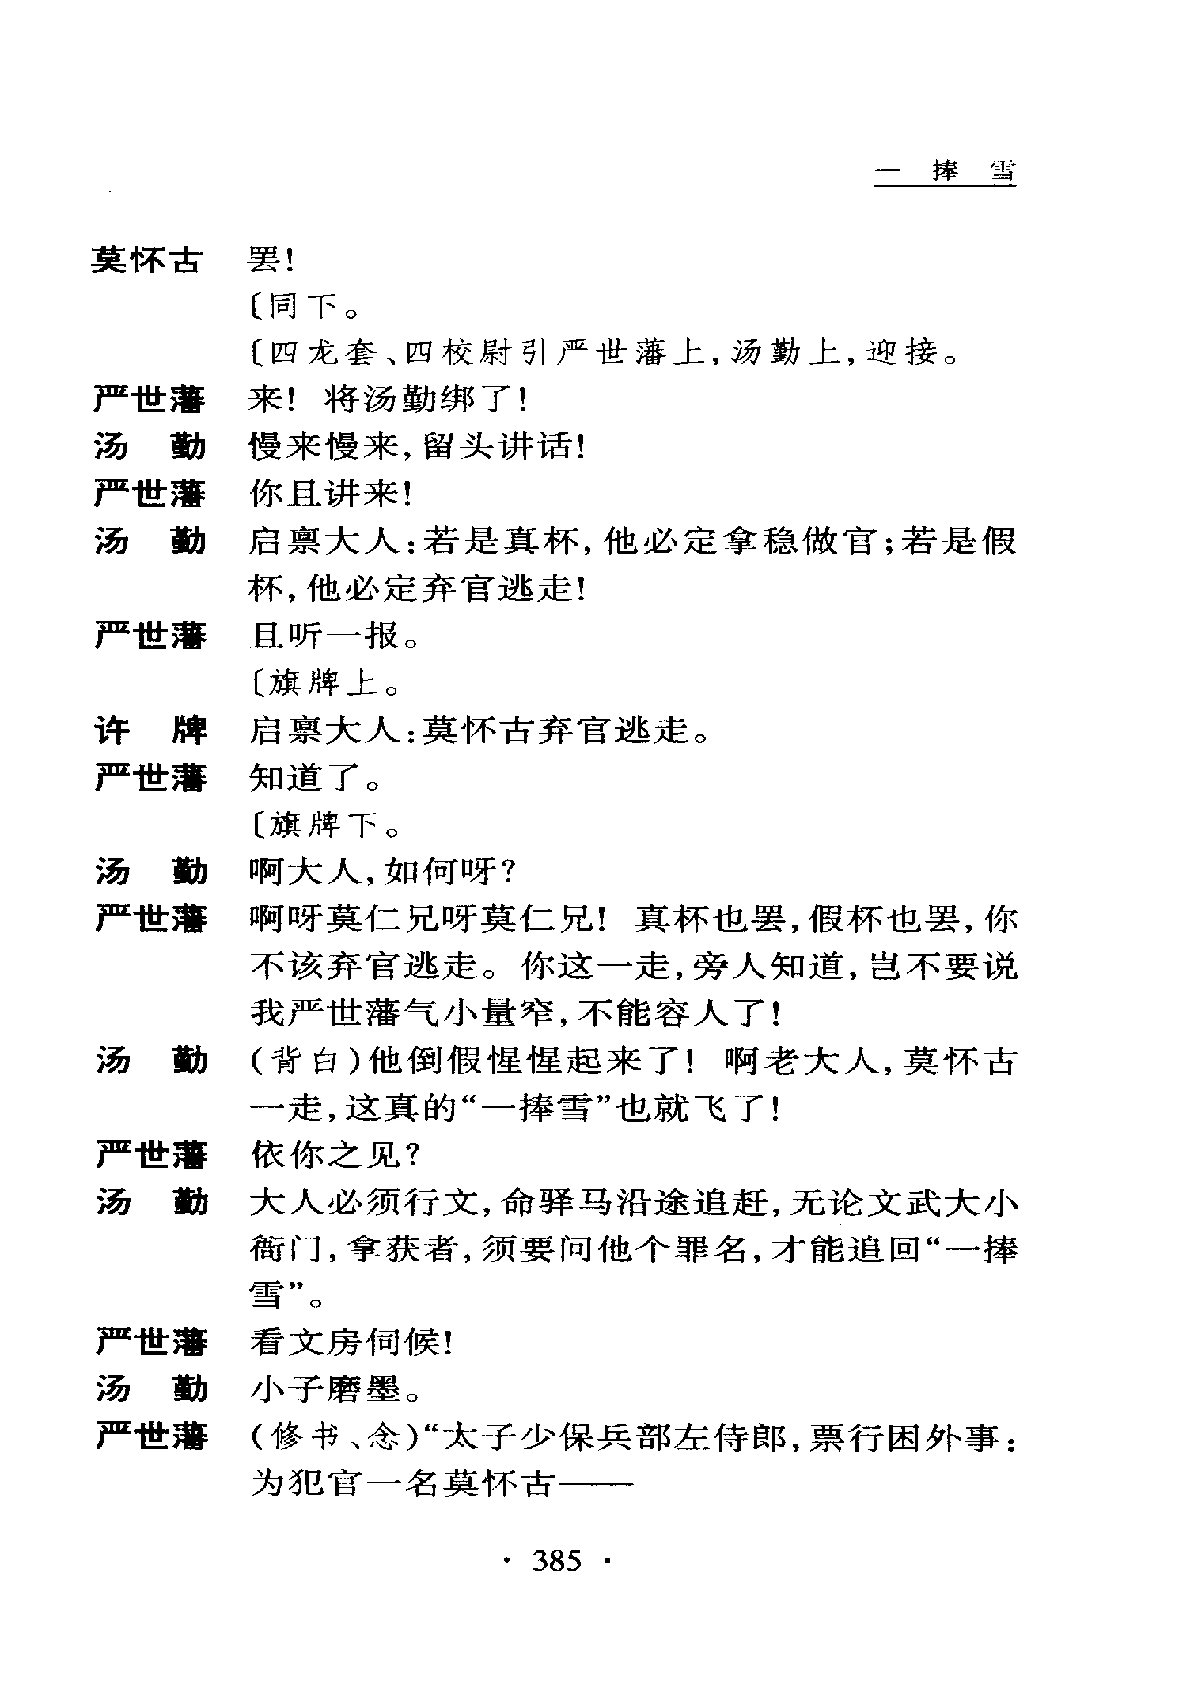 一 捧 雪
莫怀古 罢!
〔同下。
〔四龙套、四校尉引严世藩上,汤勤上,迎接。
严世藩 来! 将汤勤绑了!
汤 勤 慢来慢来,留头讲话!
严世藩 你且讲来!
汤 勤 启禀大人:若是真杯,他必定拿稳做官;若是假
杯,他必定弃官逃走!
严世藩 且听一报。
〔旗牌上。
许 牌 启禀大人:莫怀古弃官逃走。
严世藩 知道了。
〔旗牌下。
汤 勤 啊大人,如何呀?
严世藩 啊呀莫仁兄呀莫仁兄! 真杯也罢,假杯也罢,你
不该弃官逃走。你这一走,旁人知道,岂不要说
我严世藩气小量窄,不能容人了!
汤 勤 (背白)他倒假惺惺起来了! 啊老大人,莫怀古
一走,这真的“一捧雪”也就飞了!
严世藩 依你之见?
汤 勤 大人必须行文,命驿马沿途追赶,无论文武大小
衙门,拿获者,须要问他个罪名,才能追回“一捧
雪”。
严世藩 看文房伺候!
汤 勤 小子磨墨。
严世藩 (修书、念)“太子少保兵部左侍郎,票行困外事:
为犯官一名莫怀古——
· 385 ·